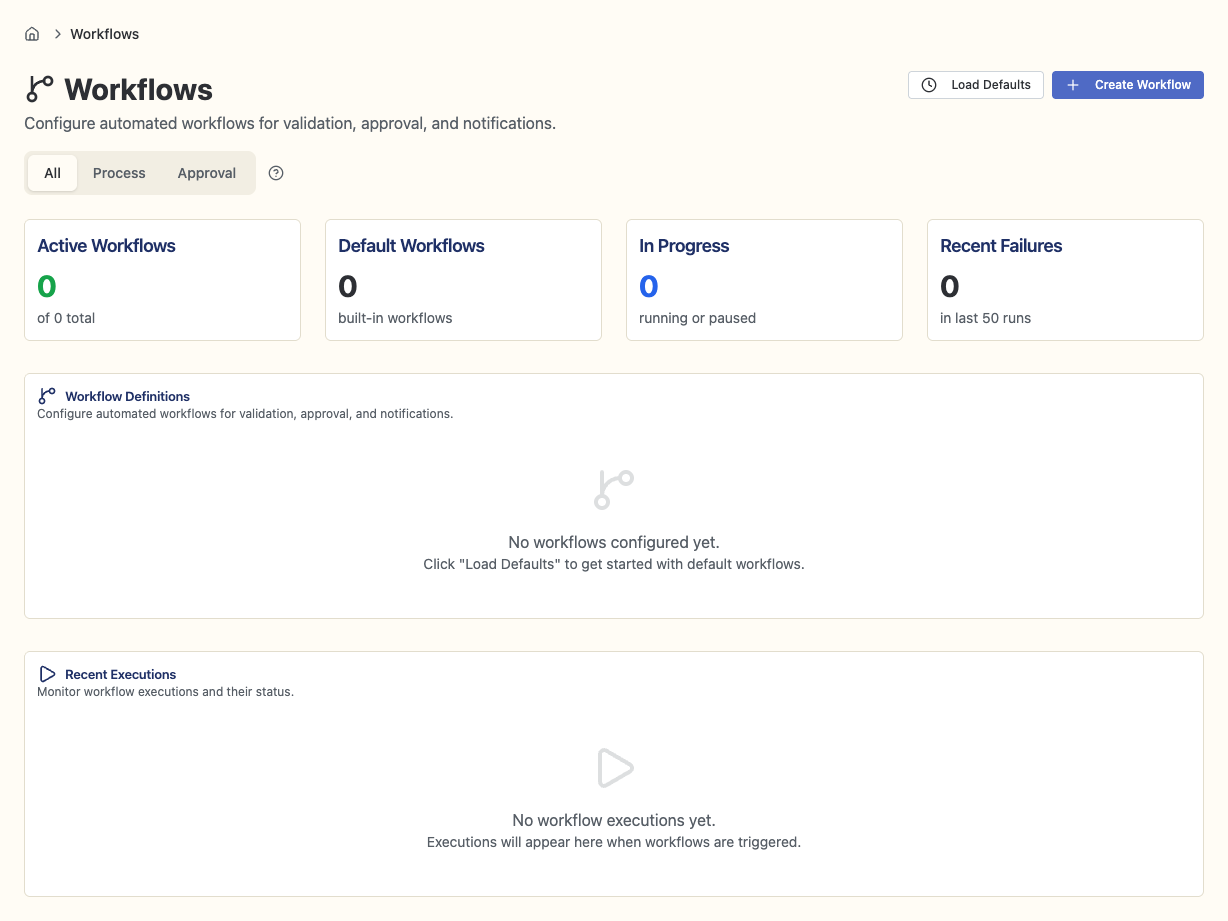 Workflows
Workflows
Load Defaults
Create Workflow
Configure automated workflows for validation, approval, and notifications.
All
Process
Approval
Active Workflows
0
of 0 total
Default Workflows
0
built-in workflows
In Progress
0
running or paused
Recent Failures
0
in last 50 runs
Workflow Definitions
Configure automated workflows for validation, approval, and notifications.
No workflows configured yet.
Click "Load Defaults" to get started with default workflows.
Recent Executions
Monitor workflow executions and their status.
No workflow executions yet.
Executions will appear here when workflows are triggered.